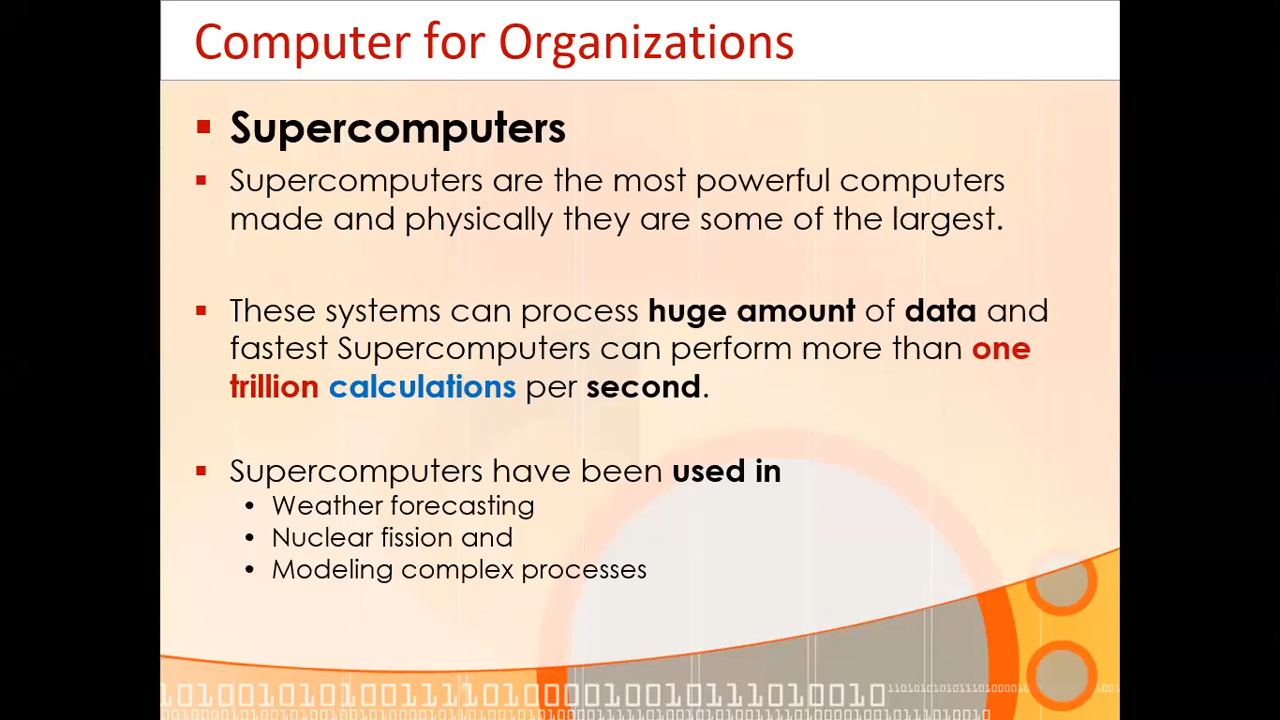 Computer for Organizations
Supercomputers
Supercomputers are the most powerful computers
made and physically they are some of the largest.
These systems can process huge amount of data and
fastest Supercomputers can perform more than one
trillion calculations per second.
Supercomputers have been used in
• Weather forecasting
• Nuclear fission and
• Modeling complex processes